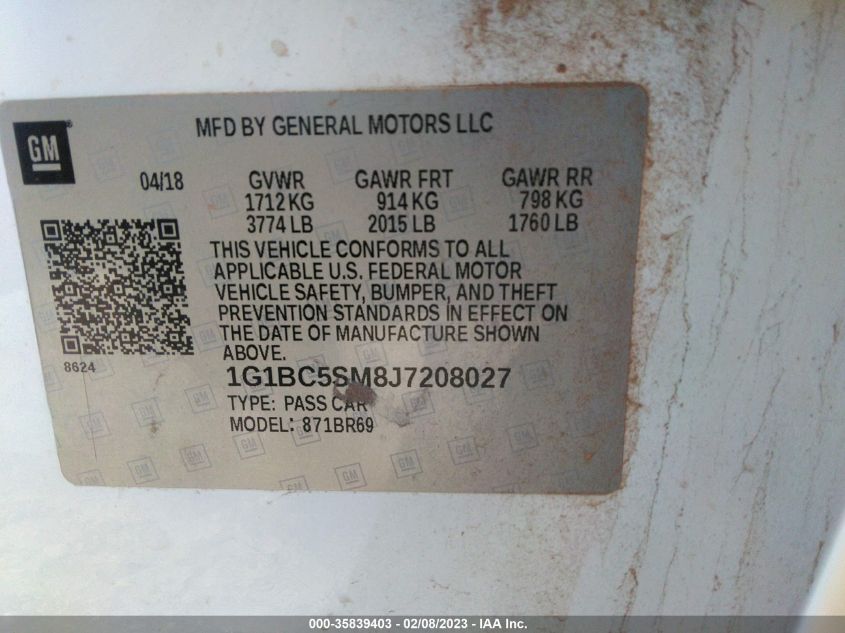 GM
MFD BY GENERAL MOTORS LLC
04/18 GVWR GAWR FRT GAWR RR
1712 KG 914 KG 798 KG
3774 LB 2015 LB 1760 LB
THIS VEHICLE CONFORMS TO ALL
APPLICABLE U.S. FEDERAL MOTOR
VEHICLE SAFETY, BUMPER, AND THEFT
PREVENTION STANDARDS IN EFFECT ON
THE DATE OF MANUFACTURE SHOWN
ABOVE.
8624
1G1BC5SM8J7208027
TYPE: PASS CAR
MODEL: 871BR69
000-35839403 - 02/08/2023 - IAA Inc.